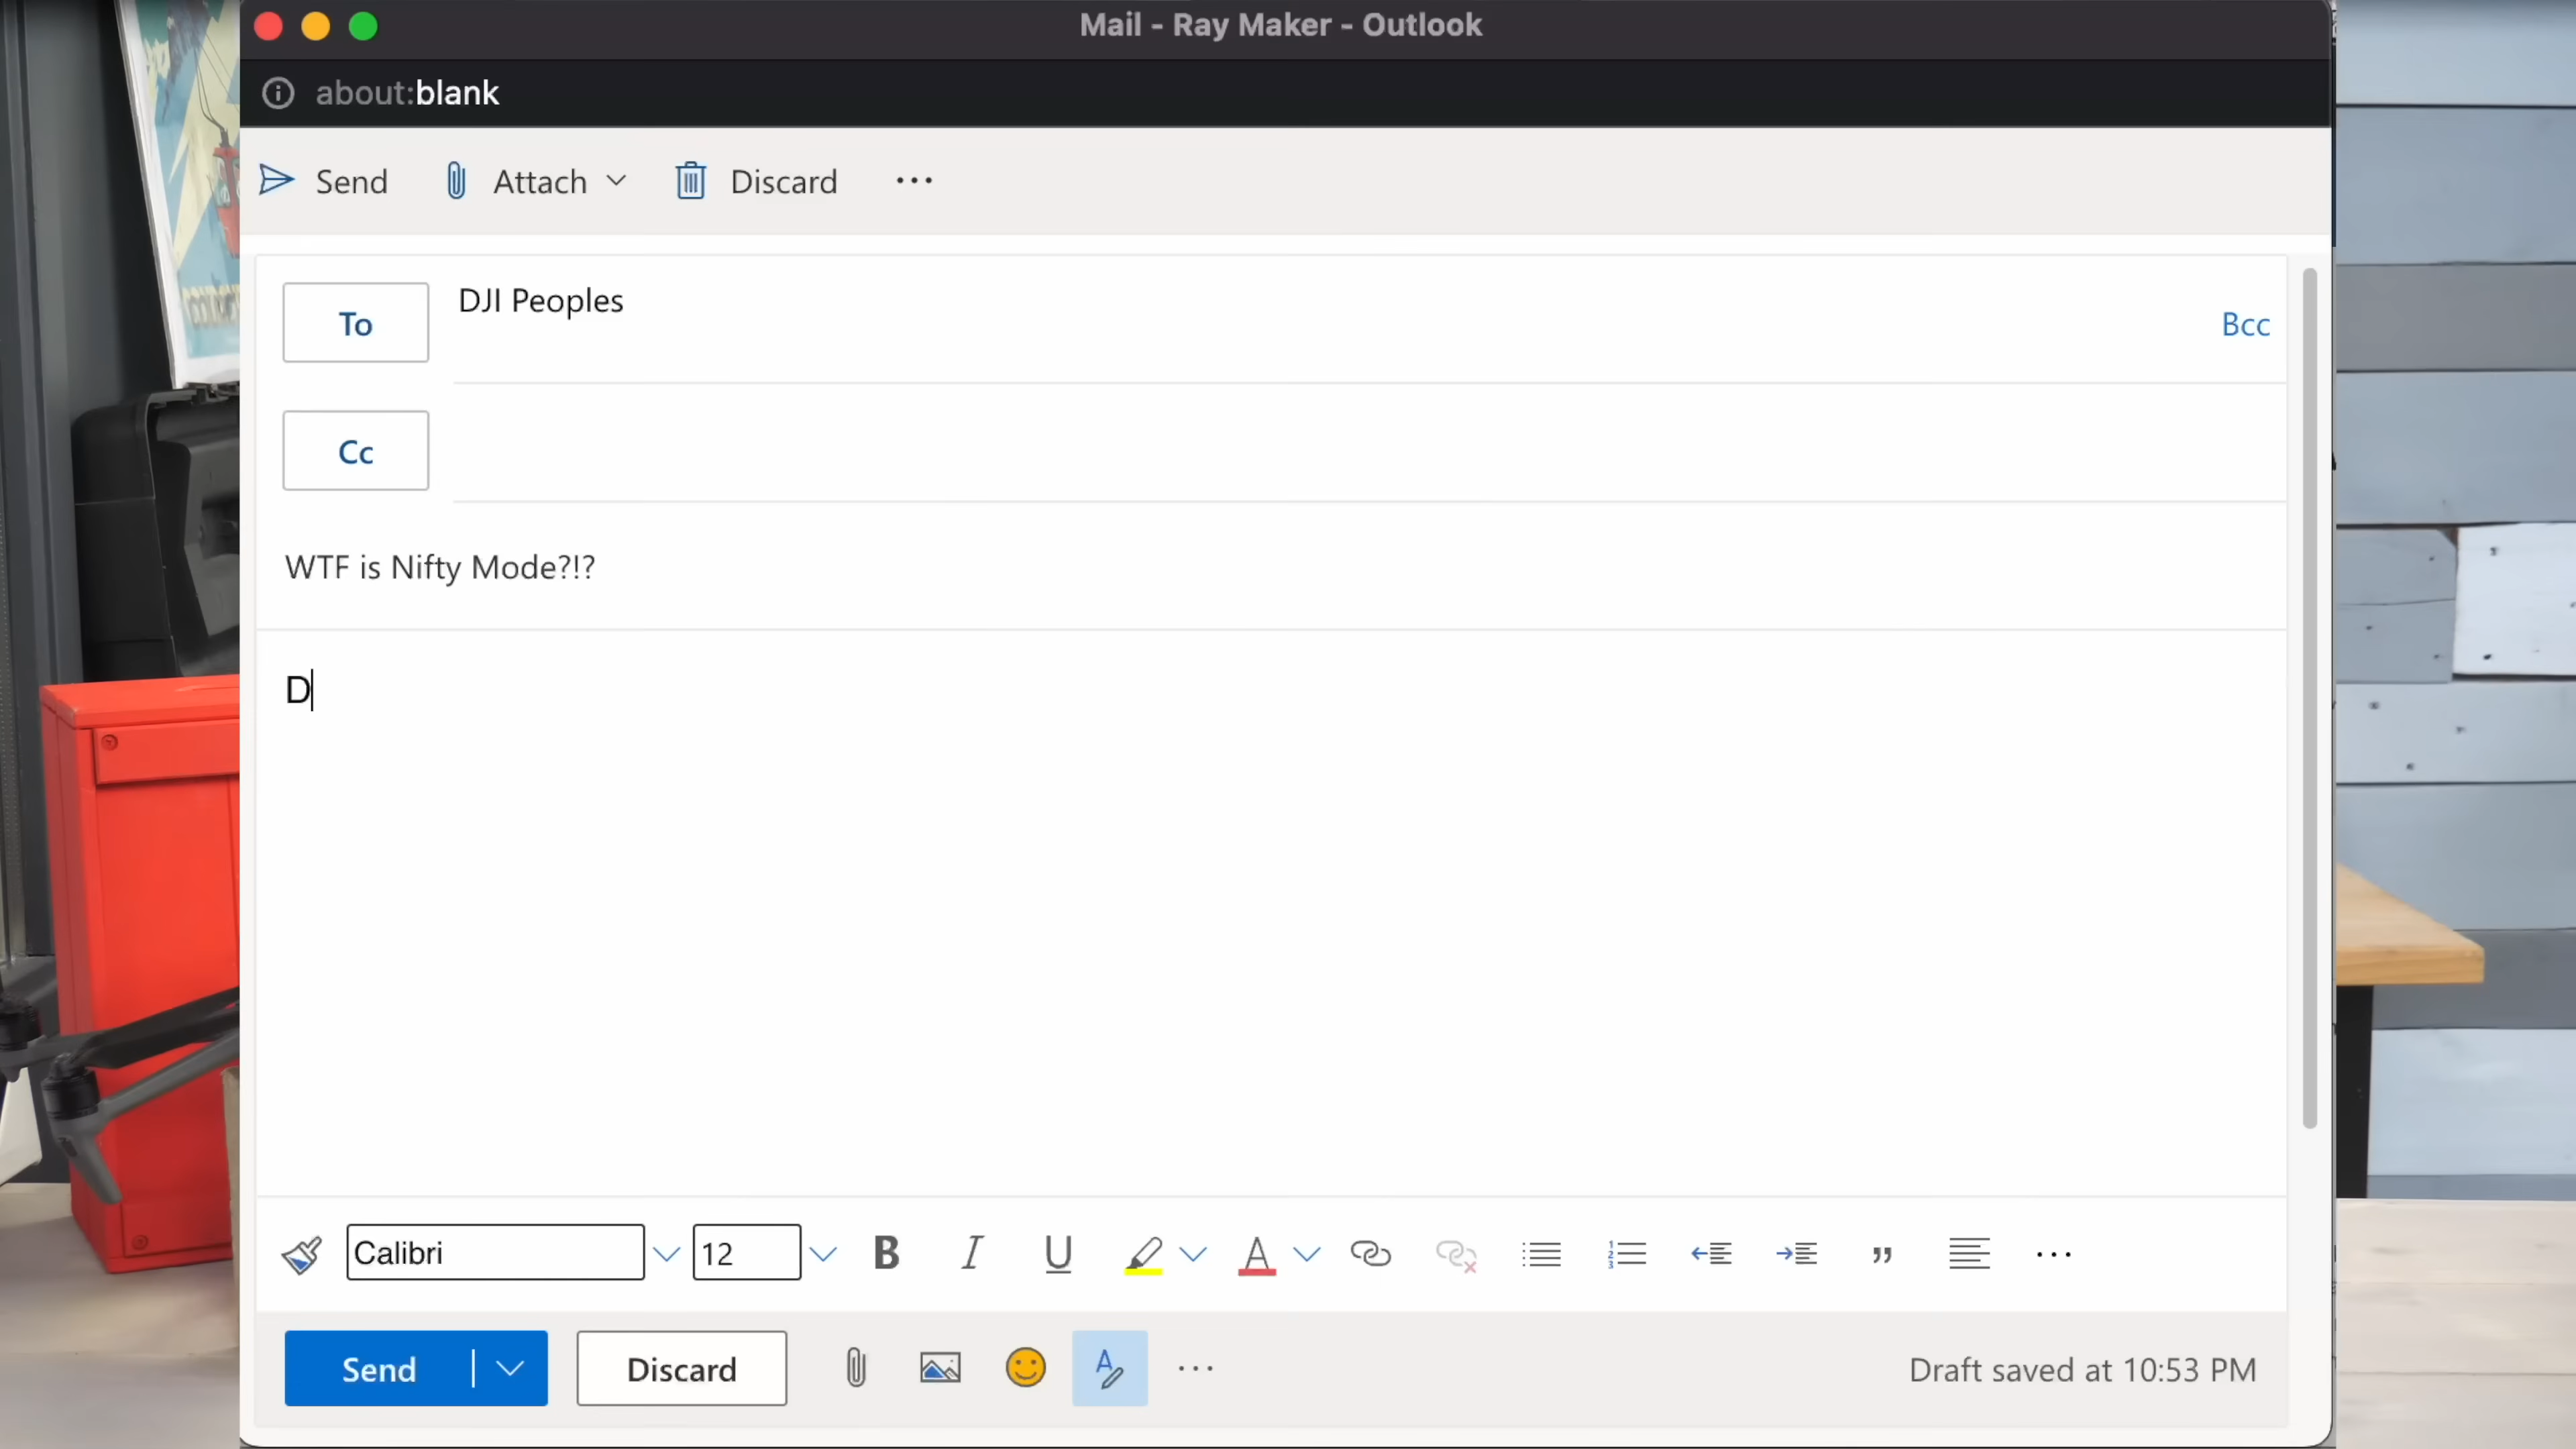 Mail - Ray Maker - Outlook
about:blank
Send Attach Discard ...
To DJI Peoples Bcc
Cc
WTF is Nifty Mode?!?
D
Calibri 12 B I U A
Send Discard Draft saved at 10:53 PM